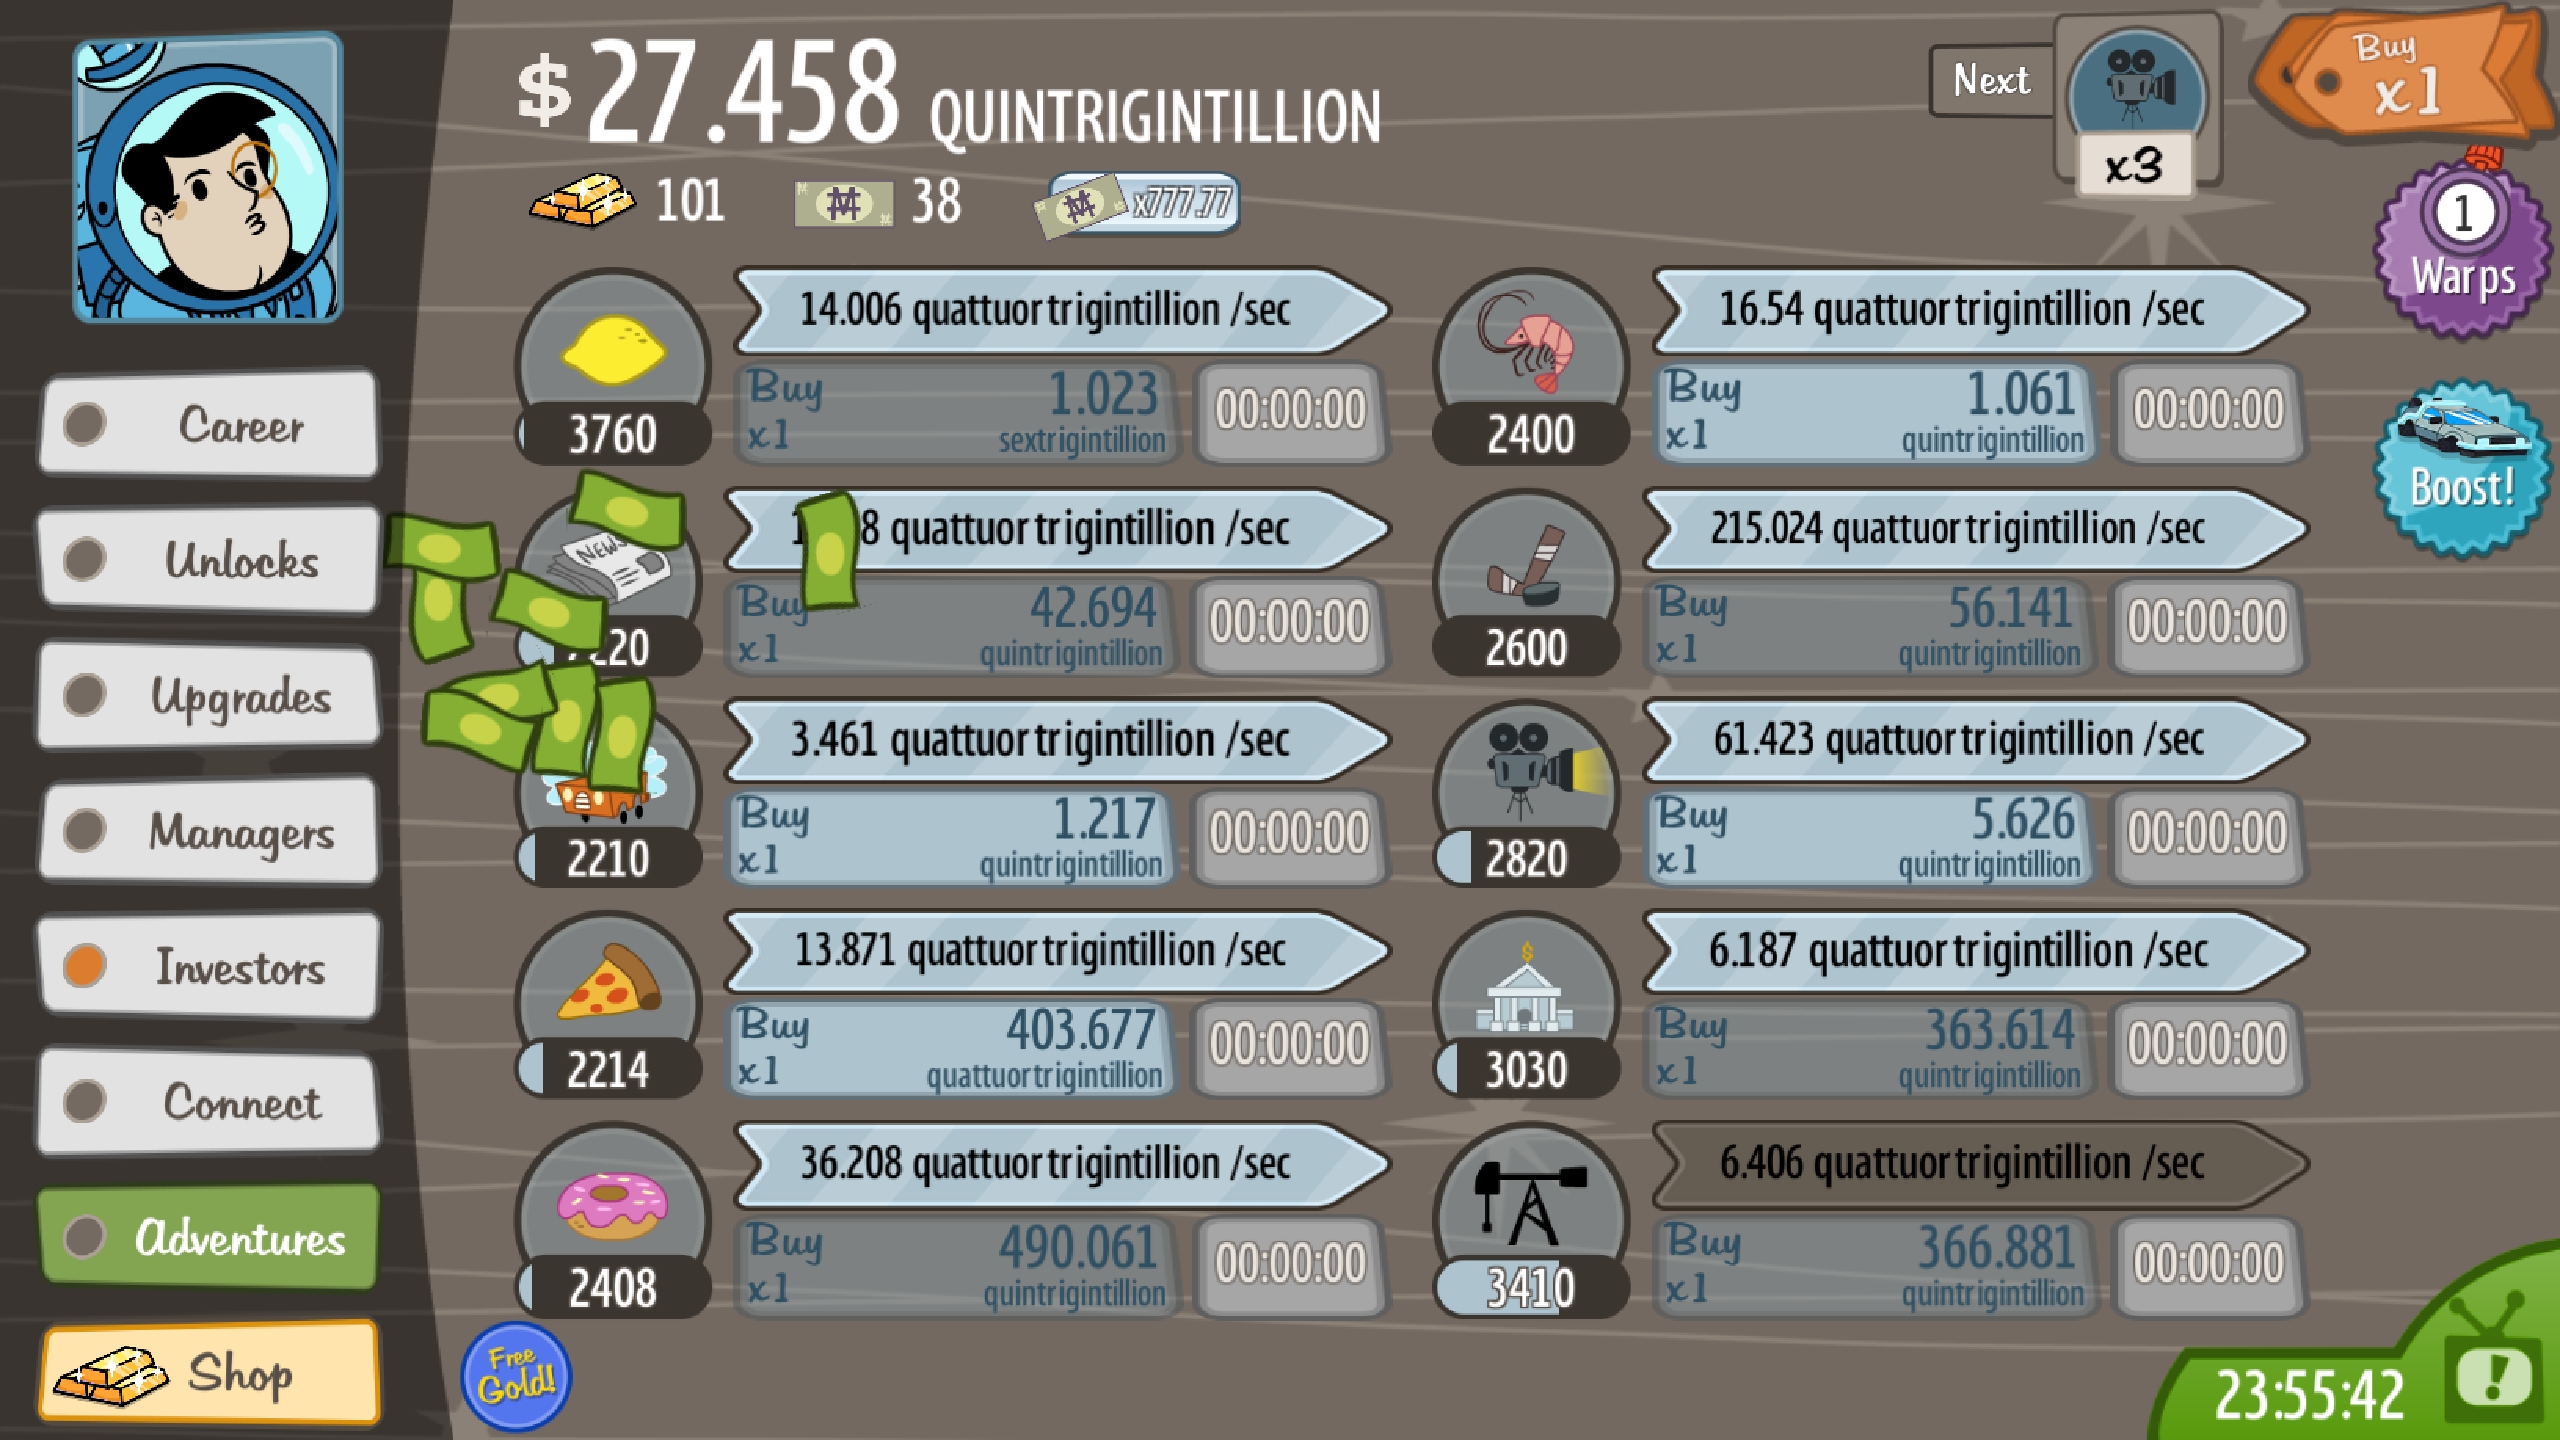 $27.458 QUINTRIGINTILLION
Next
x3
Buy
x1
101
38
x777.77
1
Warps
Boost!
Career
Unlocks
Upgrades
Managers
Investors
Connect
Adventures
Shop
14.006 quattuortrigintillion /sec
3760
Buy
x1
1.023
sextrigintillion
00:00:00
16.54 quattuortrigintillion /sec
2400
Buy
x1
1.061
quintrigintillion
00:00:00
NEWS
quattuortrigintillion /sec
Buy
x1
42.694
quintrigintillion
00:00:00
215.024 quattuortrigintillion /sec
2600
Buy
x1
56.141
quintrigintillion
00:00:00
3.461 quattuortrigintillion /sec
2210
Buy
x1
1.217
quintrigintillion
00:00:00
61.423 quattuortrigintillion /sec
2820
Buy
x1
5.626
quintrigintillion
00:00:00
13.871 quattuortrigintillion /sec
2214
Buy
x1
403.677
quattuortrigintillion
00:00:00
6.187 quattuortrigintillion /sec
3030
Buy
x1
363.614
quintrigintillion
00:00:00
36.208 quattuortrigintillion /sec
2408
Buy
x1
490.061
quintrigintillion
00:00:00
6.406 quattuortrigintillion /sec
3410
Buy
x1
366.881
quintrigintillion
00:00:00
Free
Gold!
23:55:42
!